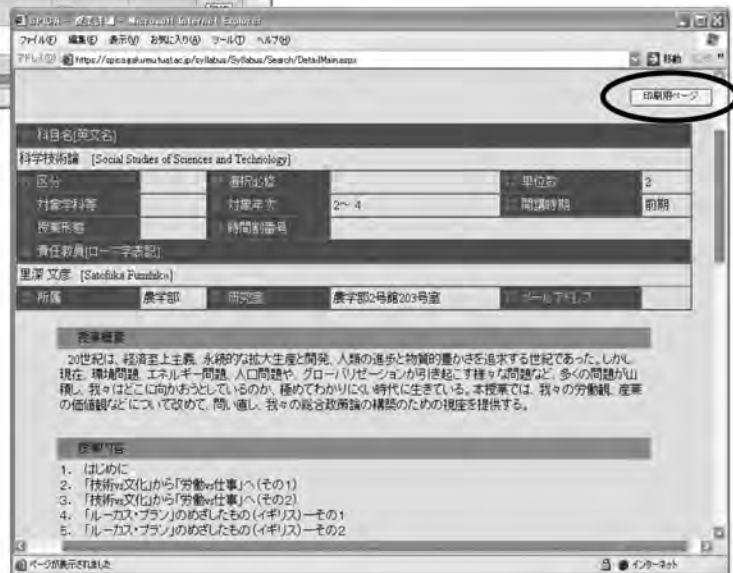 SPICA - 授業詳細 - Microsoft Internet Explorer
ファイル(F) 編集(E) 表示(V) お気に入り(A) ツール(T) ヘルプ(H)
アドレス(D) https://spica.gakumu.tuat.ac.jp/syllabus/Syllabus/Search/DetailMain.aspx 移動
印刷用ページ
科目名[英文名]
科学技術論 [Social Studies of Sciences and Technology]
区分 選択必修 単位数 2
対象学科等 対象年次 2～ 4 開講時期 前期
授業形態 時間割番号
責任教員[ローマ字表記]
里深 文彦 [Satofuka Fumihiko]
所属 農学部 研究室 農学部2号館203号室 メールアドレス
授業概要
20世紀は、経済至上主義、永続的な拡大生産と開発、人類の進歩と物質的豊かさを追求する世紀であった。しかし
現在、環境問題、エネルギー問題、人口問題や、グローバリゼーションが引き起こす様々な問題など、多くの問題が山
積し、我々はどこに向かおうとしているのか、極めてわかりにくい時代に生きている。本授業では、我々の労働観、産業
の価値観などについて改めて、問い直し、我々の総合政策論の構築のための視座を提供する。
授業内容
1. はじめに
2. 「技術vs文化」から「労働vs仕事」へ(その1)
3. 「技術vs文化」から「労働vs仕事」へ(その2)
4. 「ルーカス・プラン」のめざしたもの(イギリス)―その1
5. 「ルーカス・プラン」のめざしたもの(イギリス)―その2
ページが表示されました インターネット